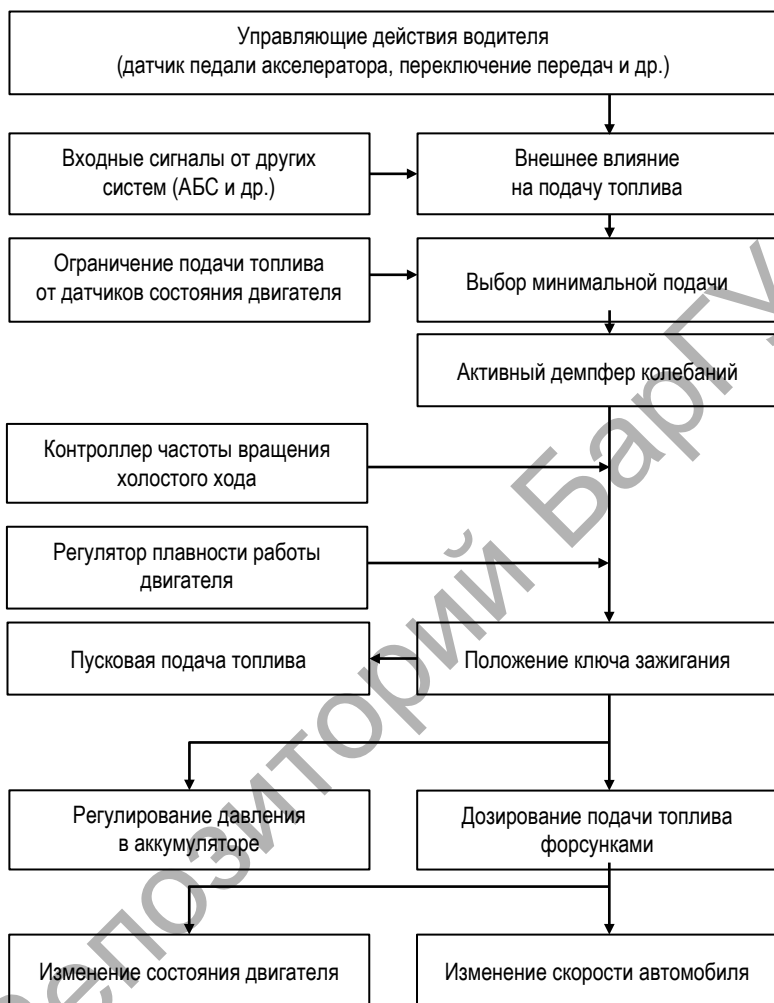 Управляющие действия водителя
(датчик педали акселератора, переключение передач и др.)
Входные сигналы от других
систем (АБС и др.)
Внешнее влияние
на подачу топлива
Ограничение подачи топлива
от датчиков состояния двигателя
Выбор минимальной подачи
Активный демпфер колебаний
Контроллер частоты вращения
холостого хода
Регулятор плавности работы
двигателя
Пусковая подача топлива
Положение ключа зажигания
Регулирование давления
в аккумуляторе
Дозирование подачи топлива
форсунками
Изменение состояния двигателя
Изменение скорости автомобиля
Репозиторий БарГУ